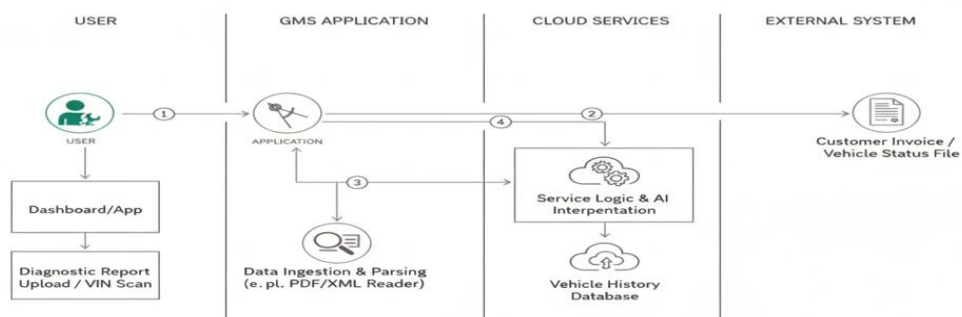 USER
GMS APPLICATION
CLOUD SERVICES
EXTERNAL SYSTEM
1
2
4
USER
APPLICATION
Customer Invoice /
Vehicle Status File
3
Dashboard/App
Service Logic & AI
Interpentation
Diagnostic Report
Upload / VIN Scan
Data Ingestion & Parsing
(e. pl. PDF/XML Reader)
Vehicle History
Database